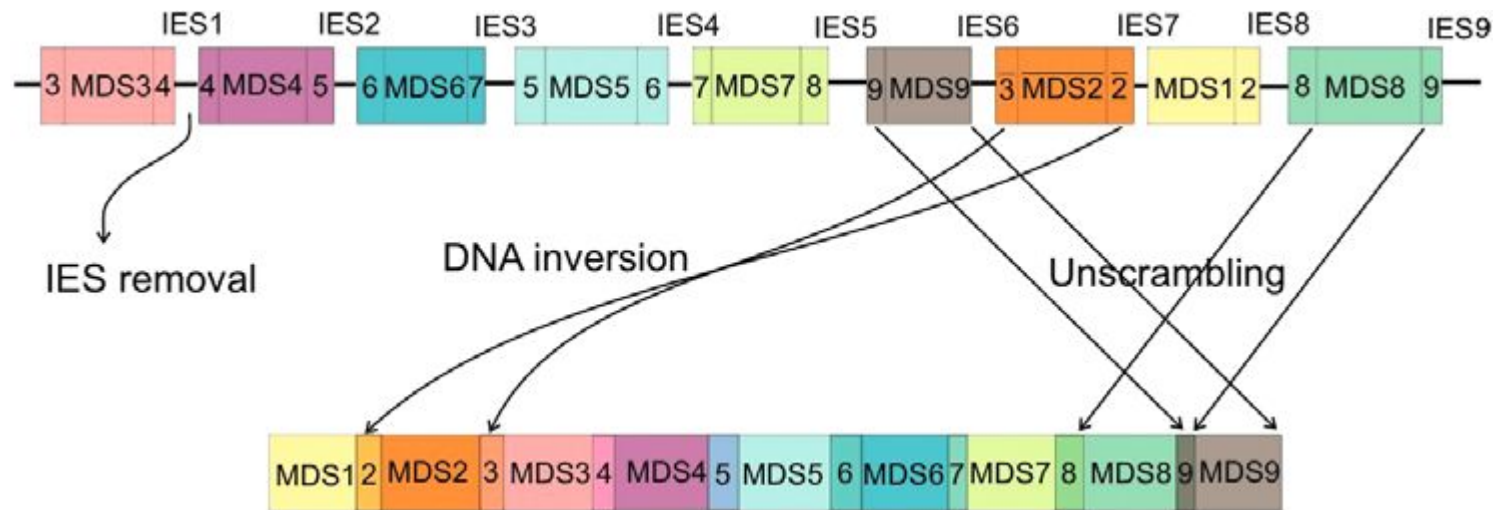 IES1 IES2 IES3 IES4 IES5 IES6 IES7 IES8 IES9
3 MDS3 4 4 MDS4 5 6 MDS6 7 5 MDS5 6 7 MDS7 8 9 MDS9 3̅ M̅D̅S̅2̅ 2̅ MDS1 2 8 MDS8 9
IES removal
DNA inversion
Unscrambling
MDS1 2 MDS2 3 MDS3 4 MDS4 5 MDS5 6 MDS6 7 MDS7 8 MDS8 9 MDS9